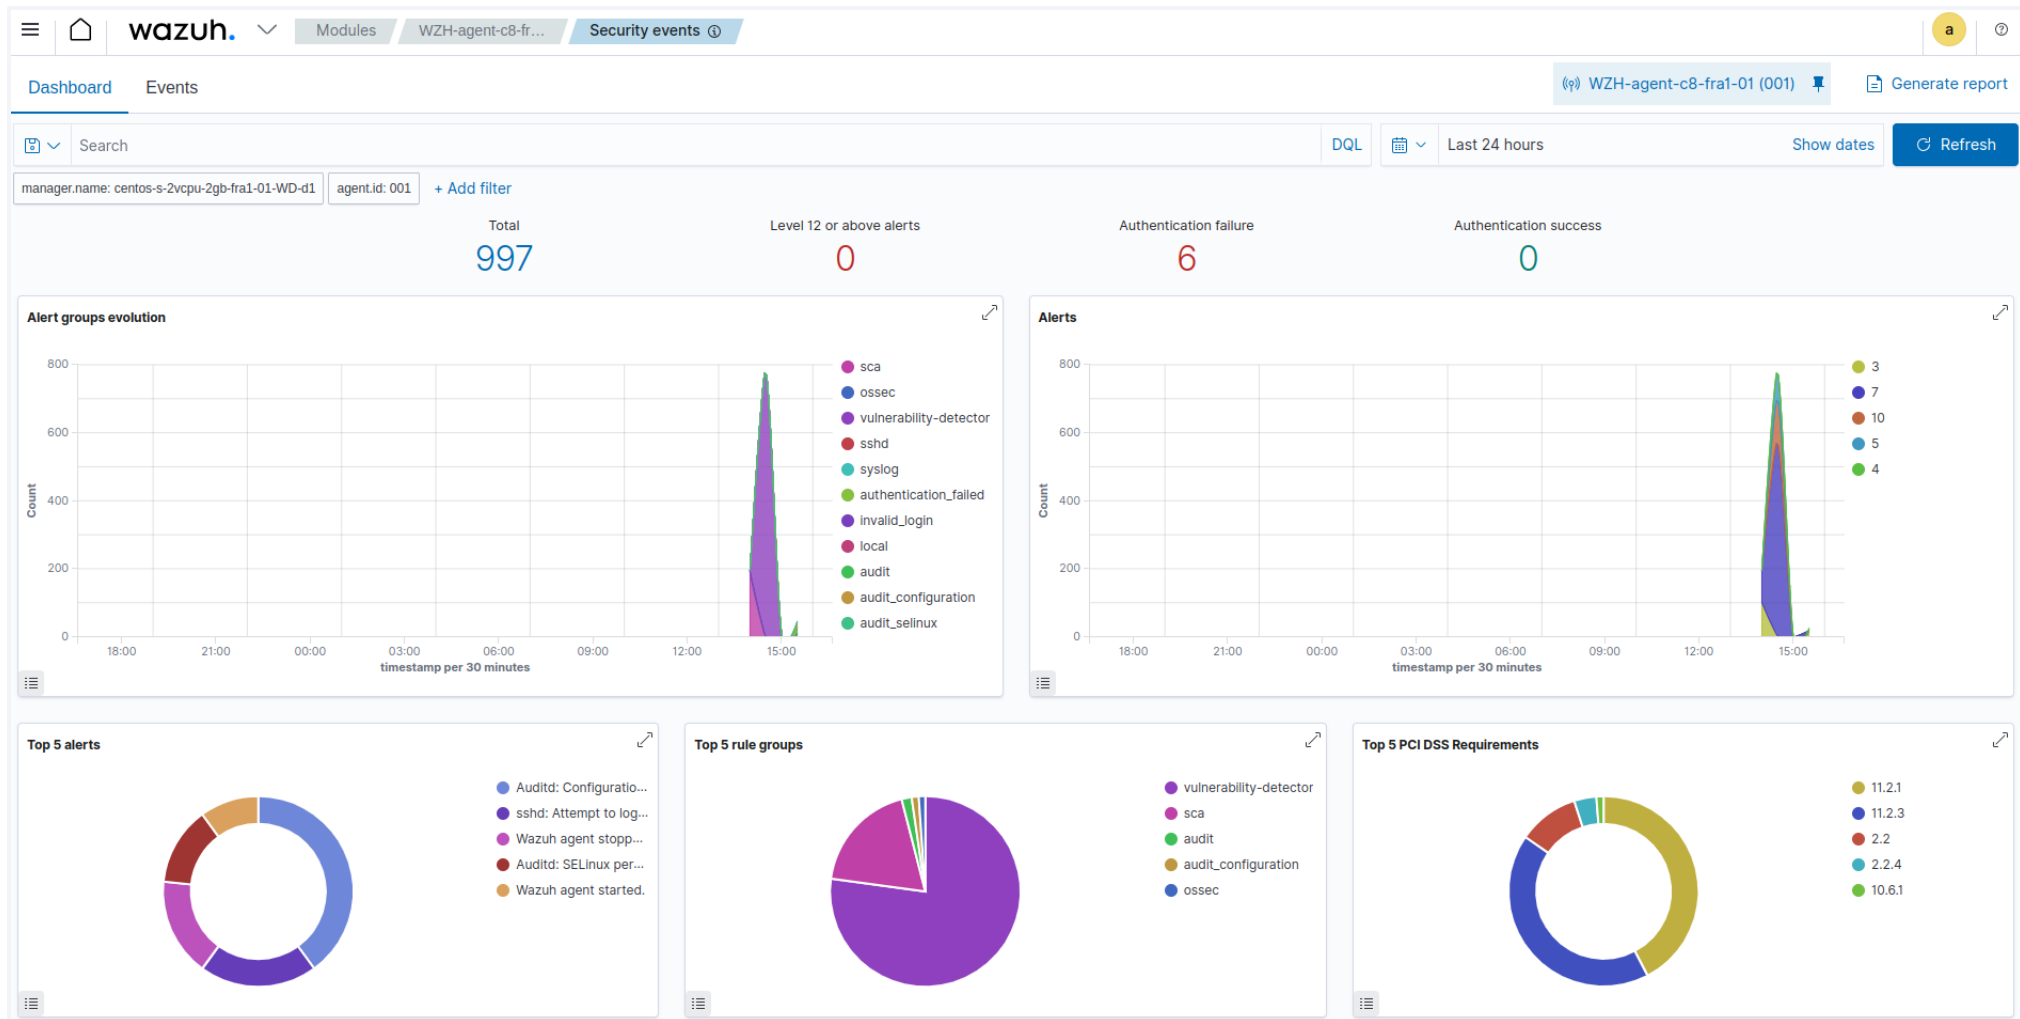 wazuh.
Modules
WZH-agent-c8-fr...
Security events
a
Dashboard
Events
WZH-agent-c8-fra1-01 (001)
Generate report
Search
DQL
Last 24 hours
Show dates
Refresh
manager.name: centos-s-2vcpu-2gb-fra1-01-WD-d1
agent.id: 001
+ Add filter
Total
997
Level 12 or above alerts
0
Authentication failure
6
Authentication success
0
Alert groups evolution
800
600
400
200
0
Count
18:00 21:00 00:00 03:00 06:00 09:00 12:00 15:00
timestamp per 30 minutes
sca
ossec
vulnerability-detector
sshd
syslog
authentication_failed
invalid_login
local
audit
audit_configuration
audit_selinux
Alerts
800
600
400
200
0
Count
18:00 21:00 00:00 03:00 06:00 09:00 12:00 15:00
timestamp per 30 minutes
3
7
10
5
4
Top 5 alerts
Auditd: Configuratio...
sshd: Attempt to log...
Wazuh agent stopp...
Auditd: SELinux per...
Wazuh agent started.
Top 5 rule groups
vulnerability-detector
sca
audit
audit_configuration
ossec
Top 5 PCI DSS Requirements
11.2.1
11.2.3
2.2
2.2.4
10.6.1